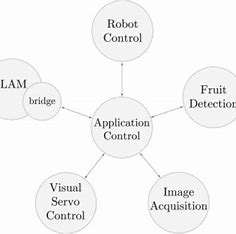 Robot
Control
LAM
bridge
Fruit
Detection
Application
Control
Visual
Servo
Control
Image
Acquisition